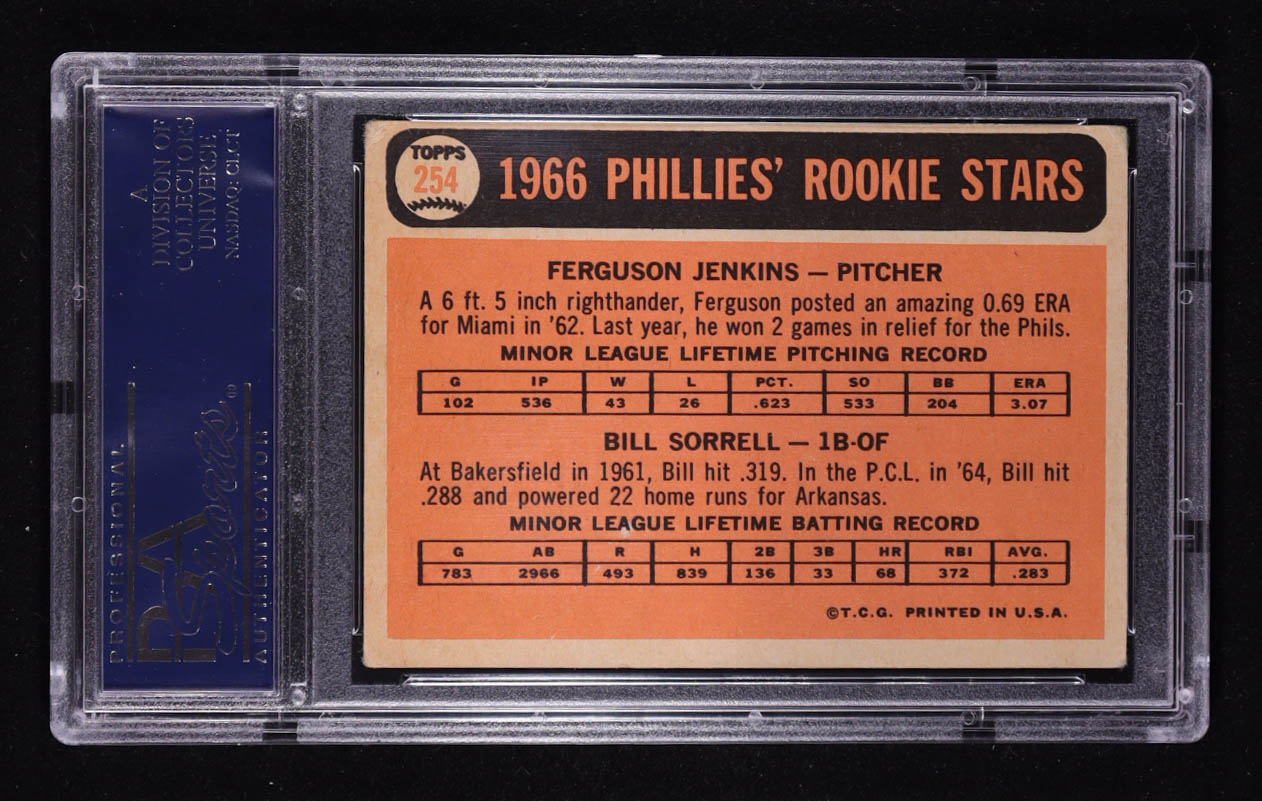 A
DIVISION OF
COLLECTORS
UNIVERSE
NASDAQ: CLCT
PROFESSIONAL
PSA
Sports
AUTHENTICATOR
TOPPS
254
1966 PHILLIES' ROOKIE STARS
FERGUSON JENKINS — PITCHER
A 6 ft. 5 inch righthander, Ferguson posted an amazing 0.69 ERA
for Miami in '62. Last year, he won 2 games in relief for the Phils.
MINOR LEAGUE LIFETIME PITCHING RECORD
G IP W L PCT. SO BB ERA
102 536 43 26 .623 533 204 3.07
BILL SORRELL — 1B-OF
At Bakersfield in 1961, Bill hit .319. In the P.C.L. in '64, Bill hit
.288 and powered 22 home runs for Arkansas.
MINOR LEAGUE LIFETIME BATTING RECORD
G AB R H 2B 3B HR RBI AVG.
783 2966 493 839 136 33 68 372 .283
©T.C.G. PRINTED IN U.S.A.